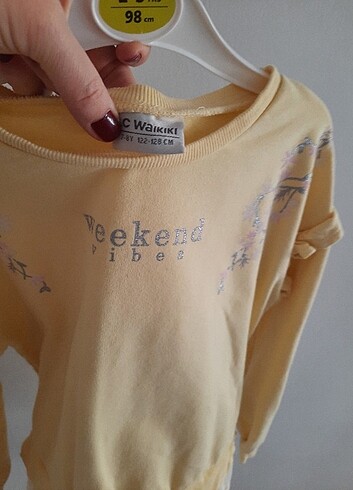 98 cm
C WAIKIKI
122-128 CM
weekend
vibes